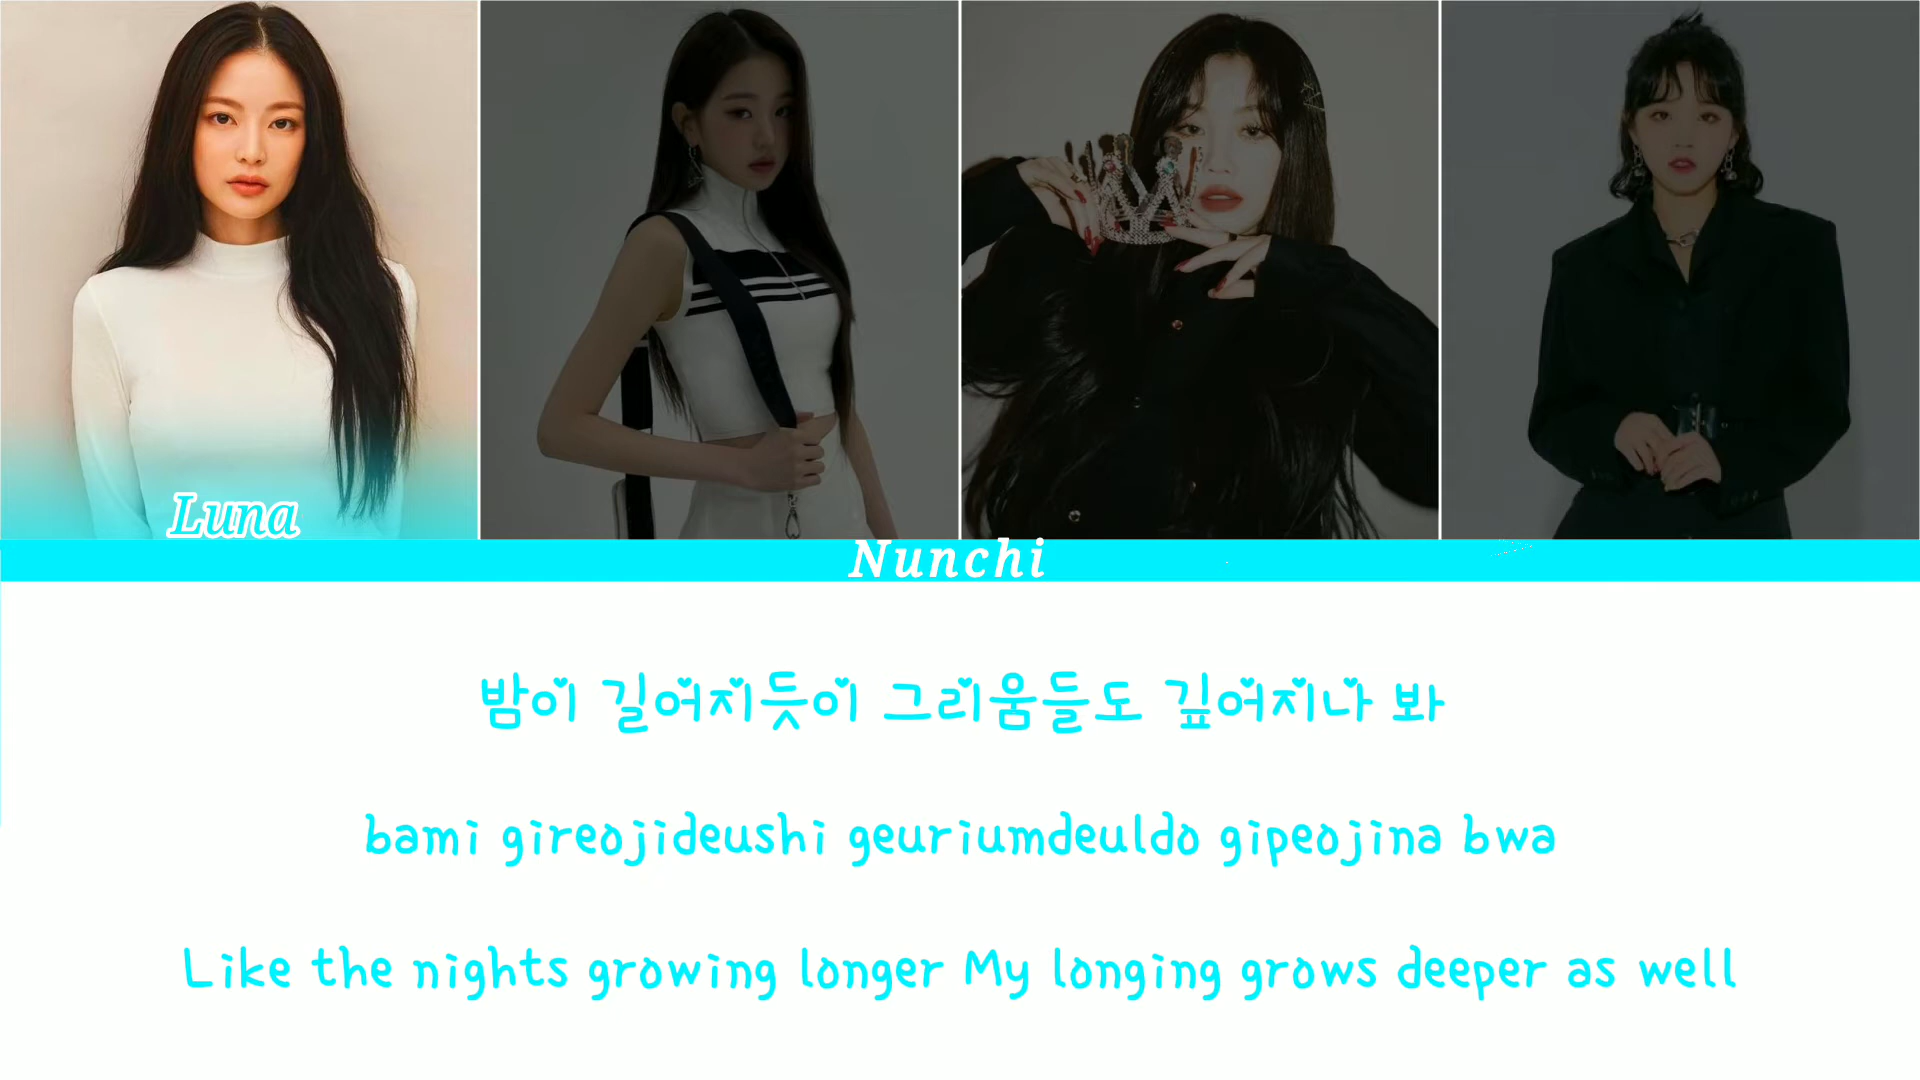 Luna
Nunchi
밤이 길어지듯이 그리움들도 깊어지나 봐
bami gireojideushi geuriumdeuldo gipeojina bwa
Like the nights growing longer My longing grows deeper as well